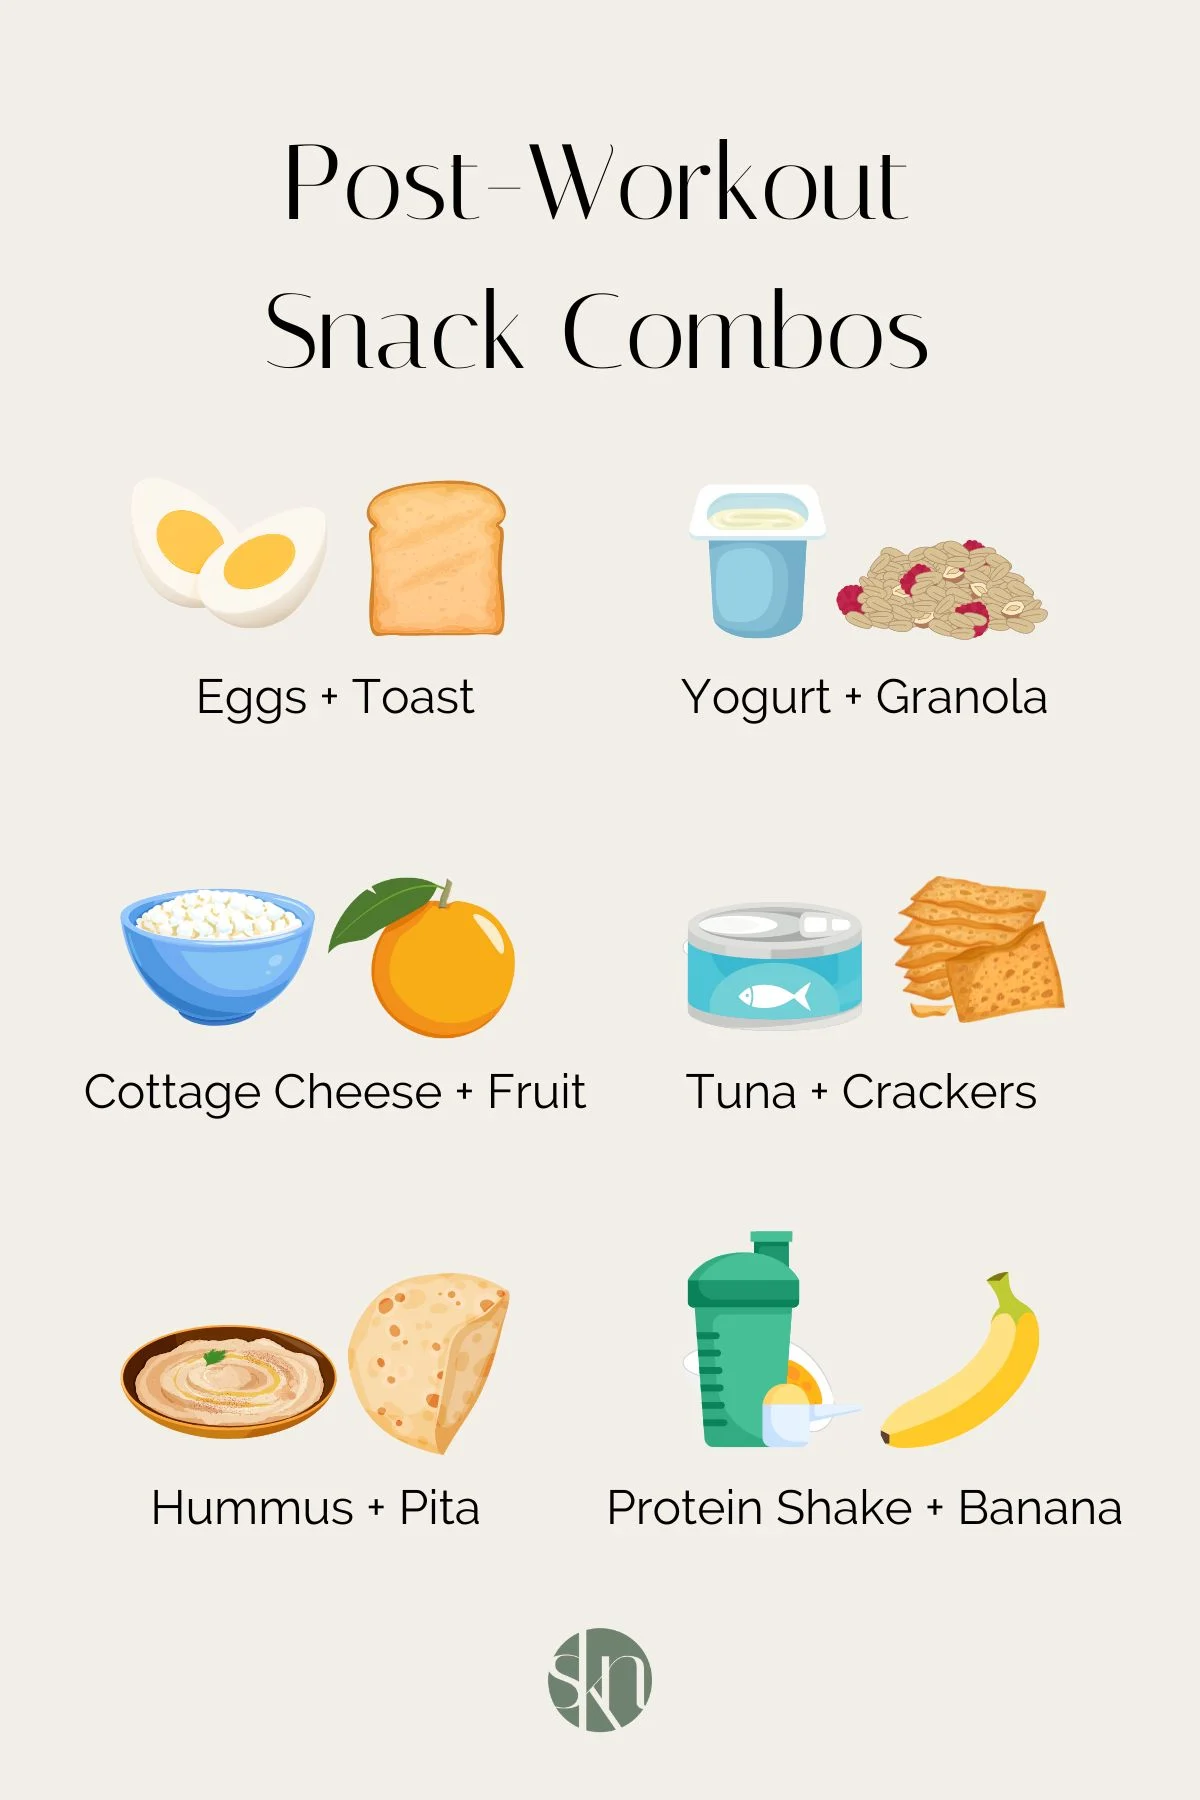 Post-Workout
Snack Combos
Eggs + Toast
Yogurt + Granola
Cottage Cheese + Fruit
Tuna + Crackers
Hummus + Pita
Protein Shake + Banana
skn